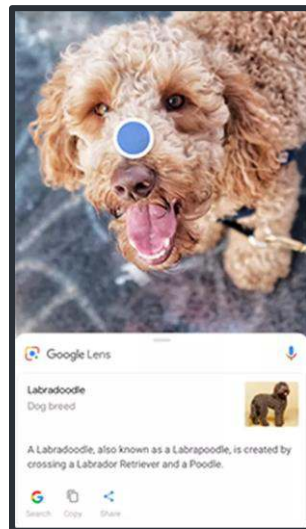 Google Lens
Labradoodle
Dog breed
A Labradoodle, also known as a Labrapoodle, is created by
crossing a Labrador Retriever and a Poodle.
Search Copy Share